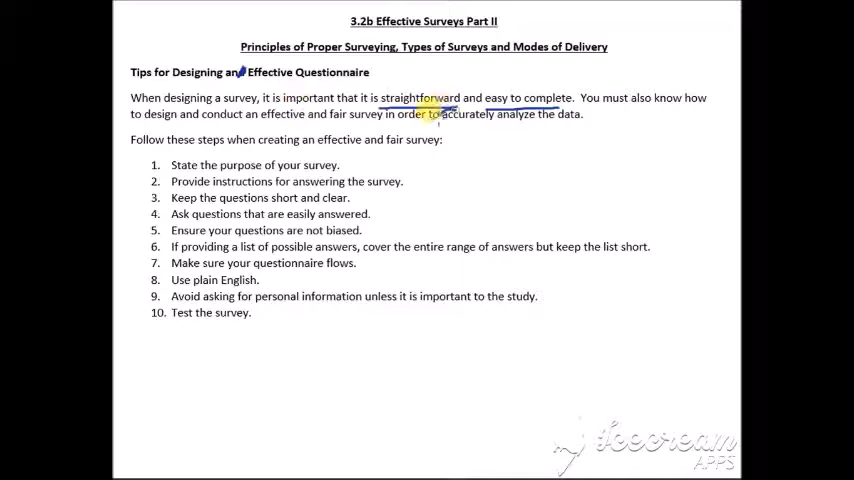 3.2b Effective Surveys Part II
Principles of Proper Surveying, Types of Surveys and Modes of Delivery
Tips for Designing an Effective Questionnaire
When designing a survey, it is important that it is straightforward and easy to complete. You must also know how
to design and conduct an effective and fair survey in order to accurately analyze the data.
Follow these steps when creating an effective and fair survey:
1. State the purpose of your survey.
2. Provide instructions for answering the survey.
3. Keep the questions short and clear.
4. Ask questions that are easily answered.
5. Ensure your questions are not biased.
6. If providing a list of possible answers, cover the entire range of answers but keep the list short.
7. Make sure your questionnaire flows.
8. Use plain English.
9. Avoid asking for personal information unless it is important to the study.
10. Test the survey.
Icecream
APPS